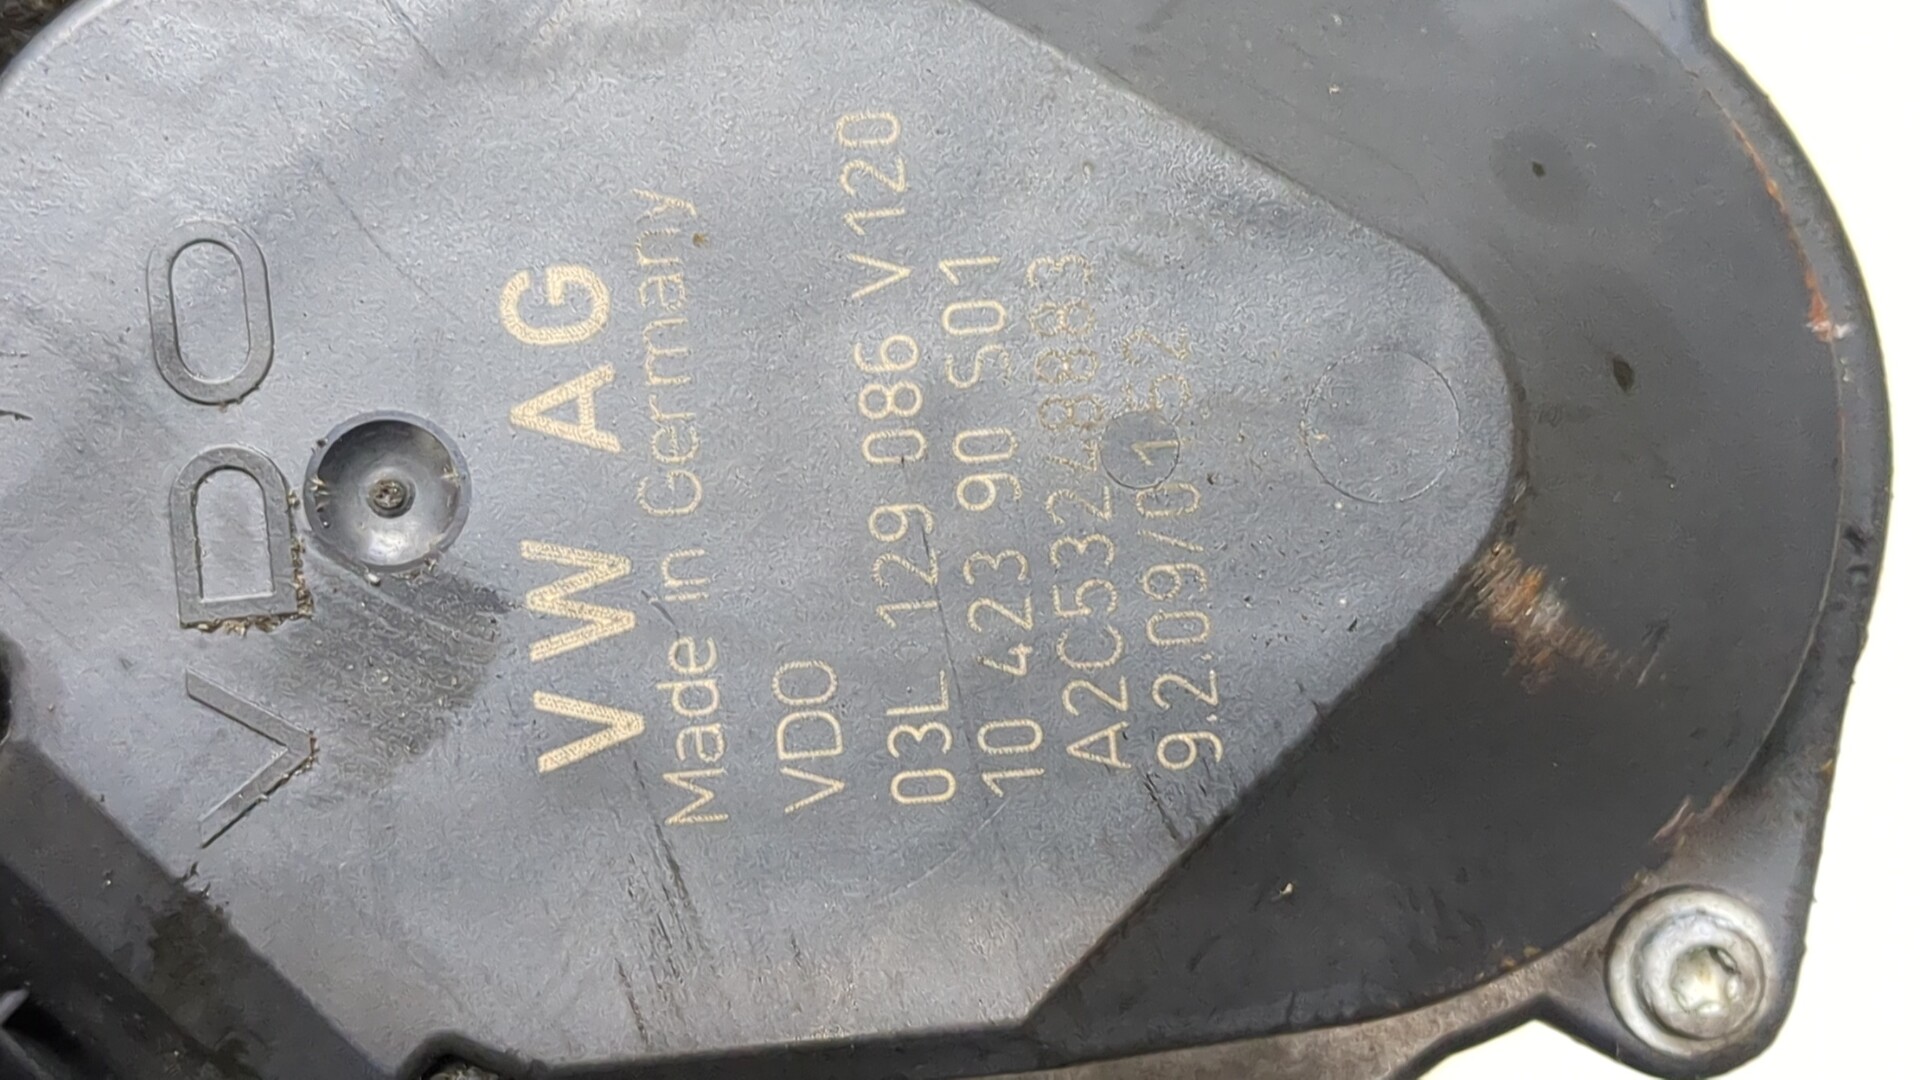 VDO
VW AG
Made in Germany
VDO
03L 129 086 V120
10 423 90 S01
A2C53248883
9.2.09/01